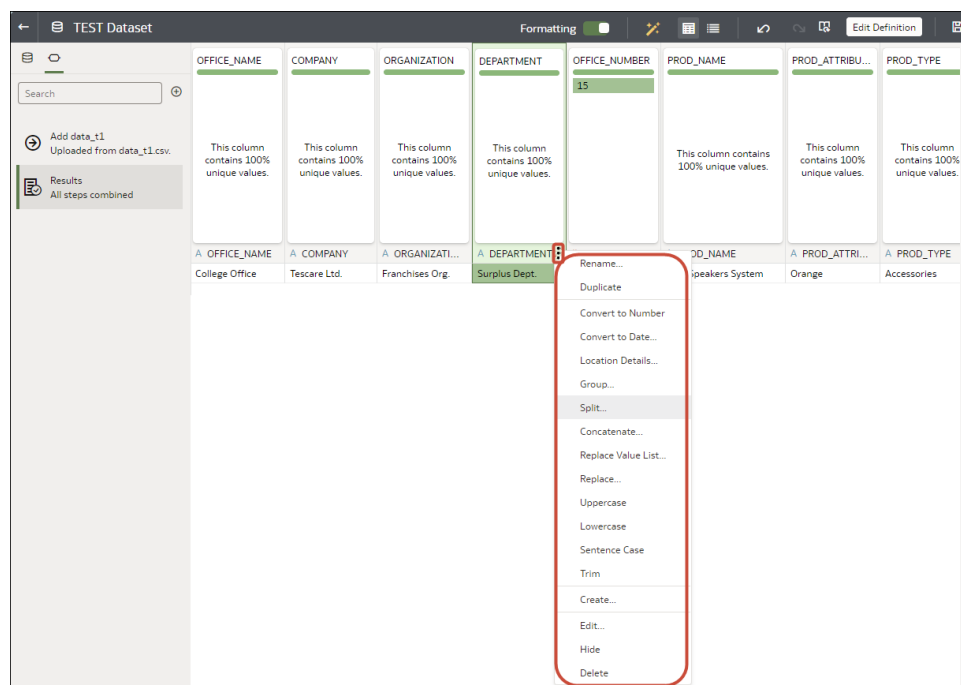 TEST Dataset
Formatting
Edit Definition
Search
Add data_t1
Uploaded from data_t1.csv.
Results
All steps combined
OFFICE_NAME COMPANY ORGANIZATION DEPARTMENT OFFICE_NUMBER PROD_NAME PROD_ATTRIBU... PROD_TYPE
15
This column
contains 100%
unique values.
This column
contains 100%
unique values.
This column
contains 100%
unique values.
This column
contains 100%
unique values.
This column contains
100% unique values.
This column
contains 100%
unique values.
This column
contains 100%
unique values.
A OFFICE_NAME A COMPANY A ORGANIZATI... A DEPARTMENT OD_NAME A PROD_ATTRI... A PROD_TYPE
College Office Tescare Ltd. Franchises Org. Surplus Dept. Speakers System Orange Accessories
Rename...
Duplicate
Convert to Number
Convert to Date...
Location Details...
Group...
Split...
Concatenate...
Replace Value List...
Replace...
Uppercase
Lowercase
Sentence Case
Trim
Create...
Edit...
Hide
Delete